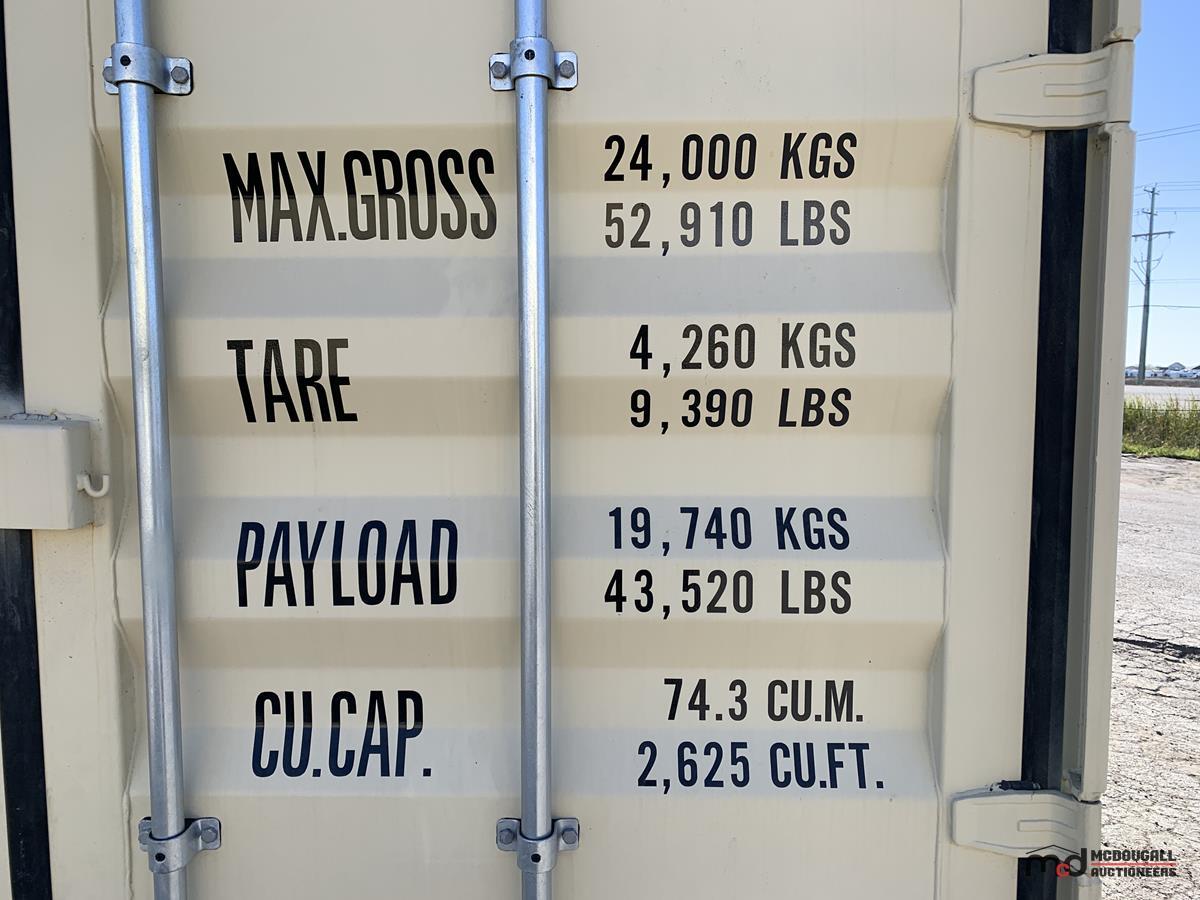 MAX.GROSS 24,000 KGS
52,910 LBS
TARE 4,260 KGS
9,390 LBS
PAYLOAD 19,740 KGS
43,520 LBS
CU.CAP. 74.3 CU.M.
2,625 CU.FT.
mcd MCDOUGALL
AUCTIONEERS